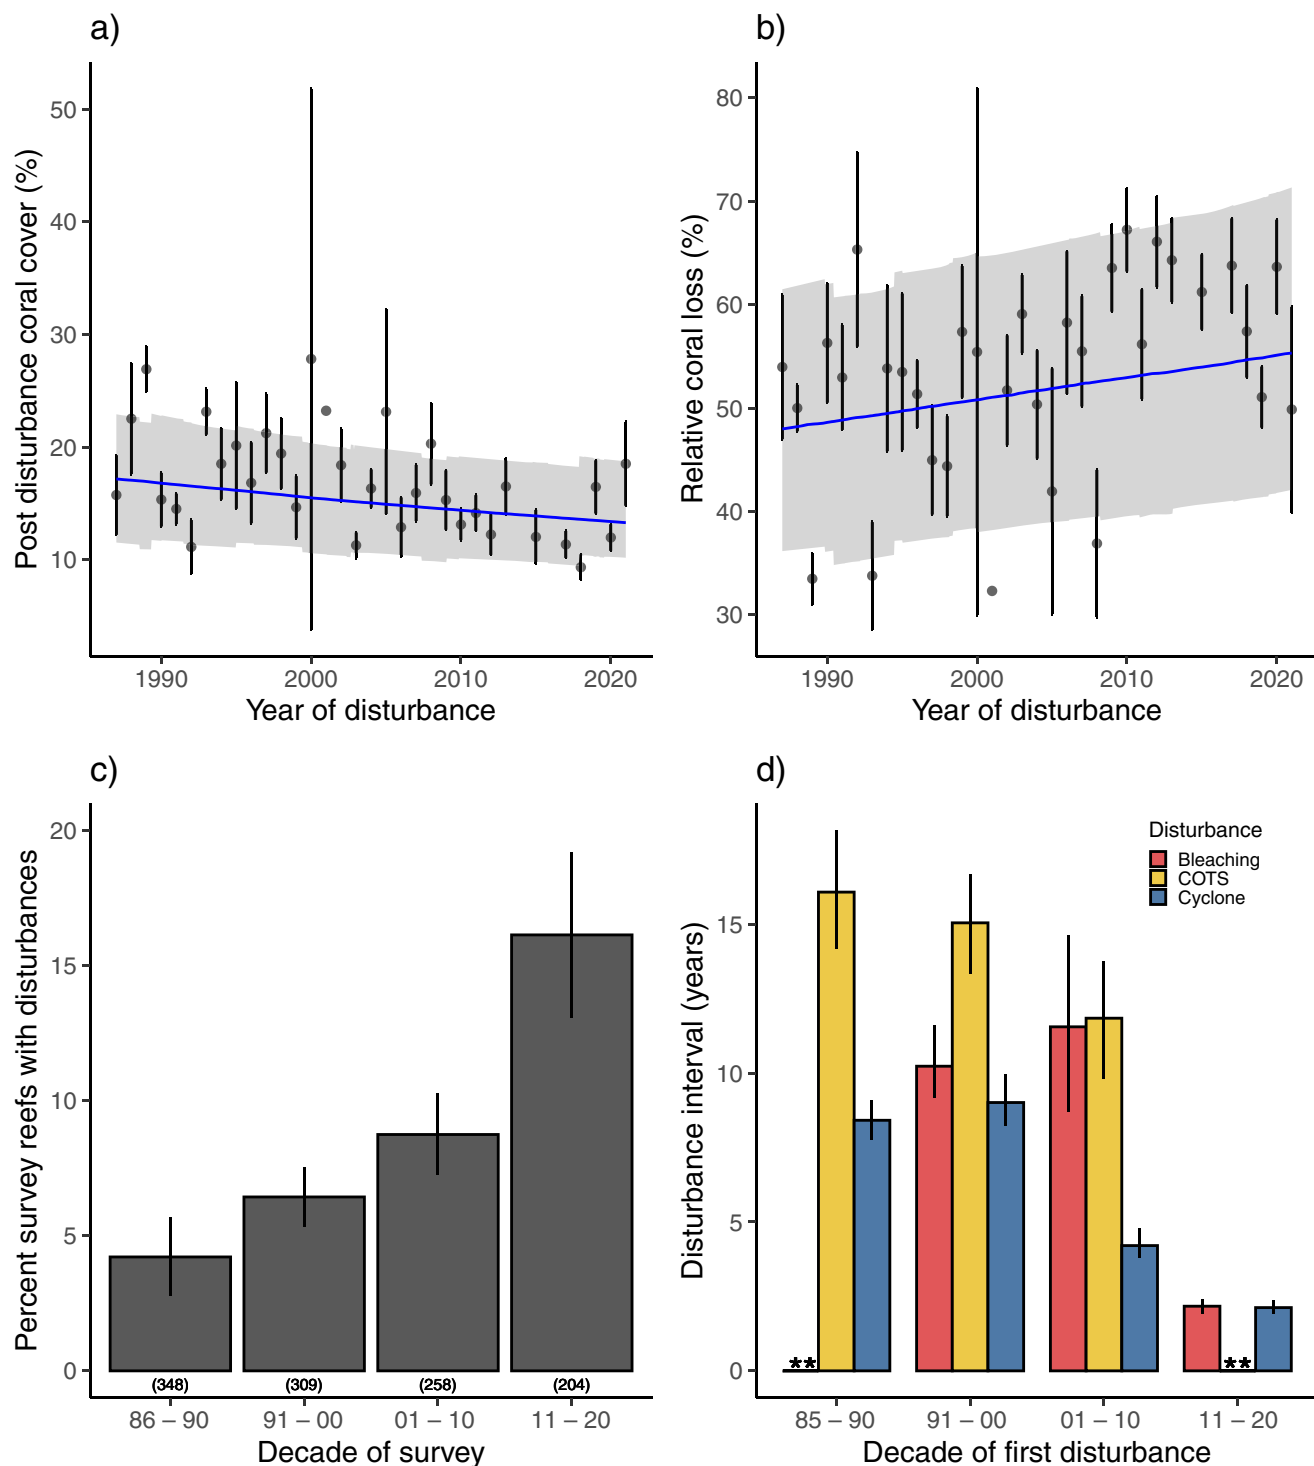 a)
Post disturbance coral cover (%)
50
40
30
20
10
1990 2000 2010 2020
Year of disturbance
b)
Relative coral loss (%)
80
70
60
50
40
30
1990 2000 2010 2020
Year of disturbance
c)
Percent survey reefs with disturbances
20
15
10
5
0
(348) (309) (258) (204)
86 – 90 91 – 00 01 – 10 11 – 20
Decade of survey
d)
Disturbance interval (years)
Disturbance
Bleaching
COTS
Cyclone
15
10
5
0
** **
85 – 90 91 – 00 01 – 10 11 – 20
Decade of first disturbance